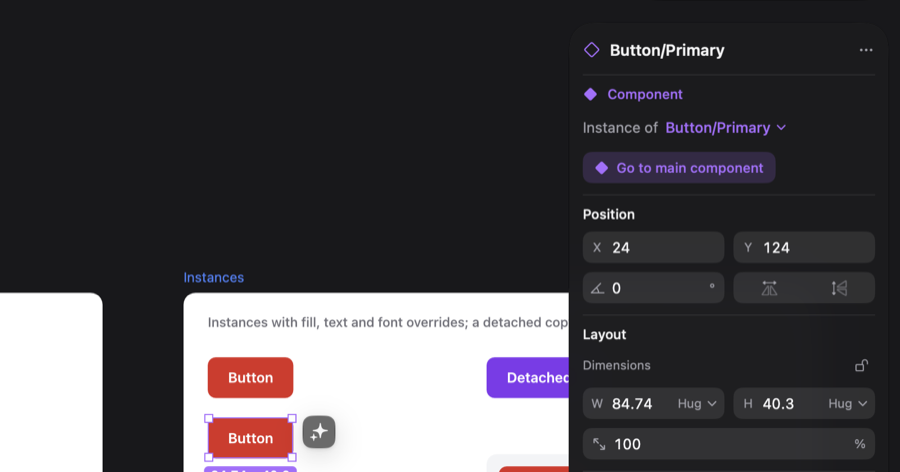 Button/Primary
Component
Instance of Button/Primary
Go to main component
Position
X 24
Y 124
0 °
Instances
Layout
Instances with fill, text and font overrides; a detached cop
Dimensions
Button
Detached
W 84.74 Hug
H 40.3 Hug
Button
100 %